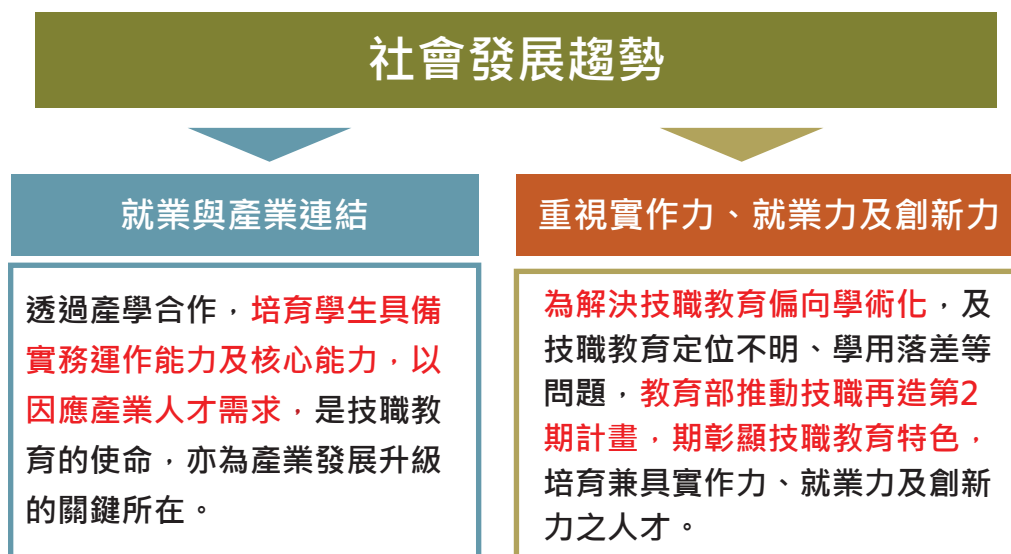 社會發展趨勢
就業與產業連結
透過產學合作，培育學生具備
實務運作能力及核心能力，以
因應產業人才需求，是技職教
育的使命，亦為產業發展升級
的關鍵所在。
重視實作力、就業力及創新力
為解決技職教育偏向學術化，及
技職教育定位不明、學用落差等
問題，教育部推動技職再造第2
期計畫，期彰顯技職教育特色，
培育兼具實作力、就業力及創新
力之人才。